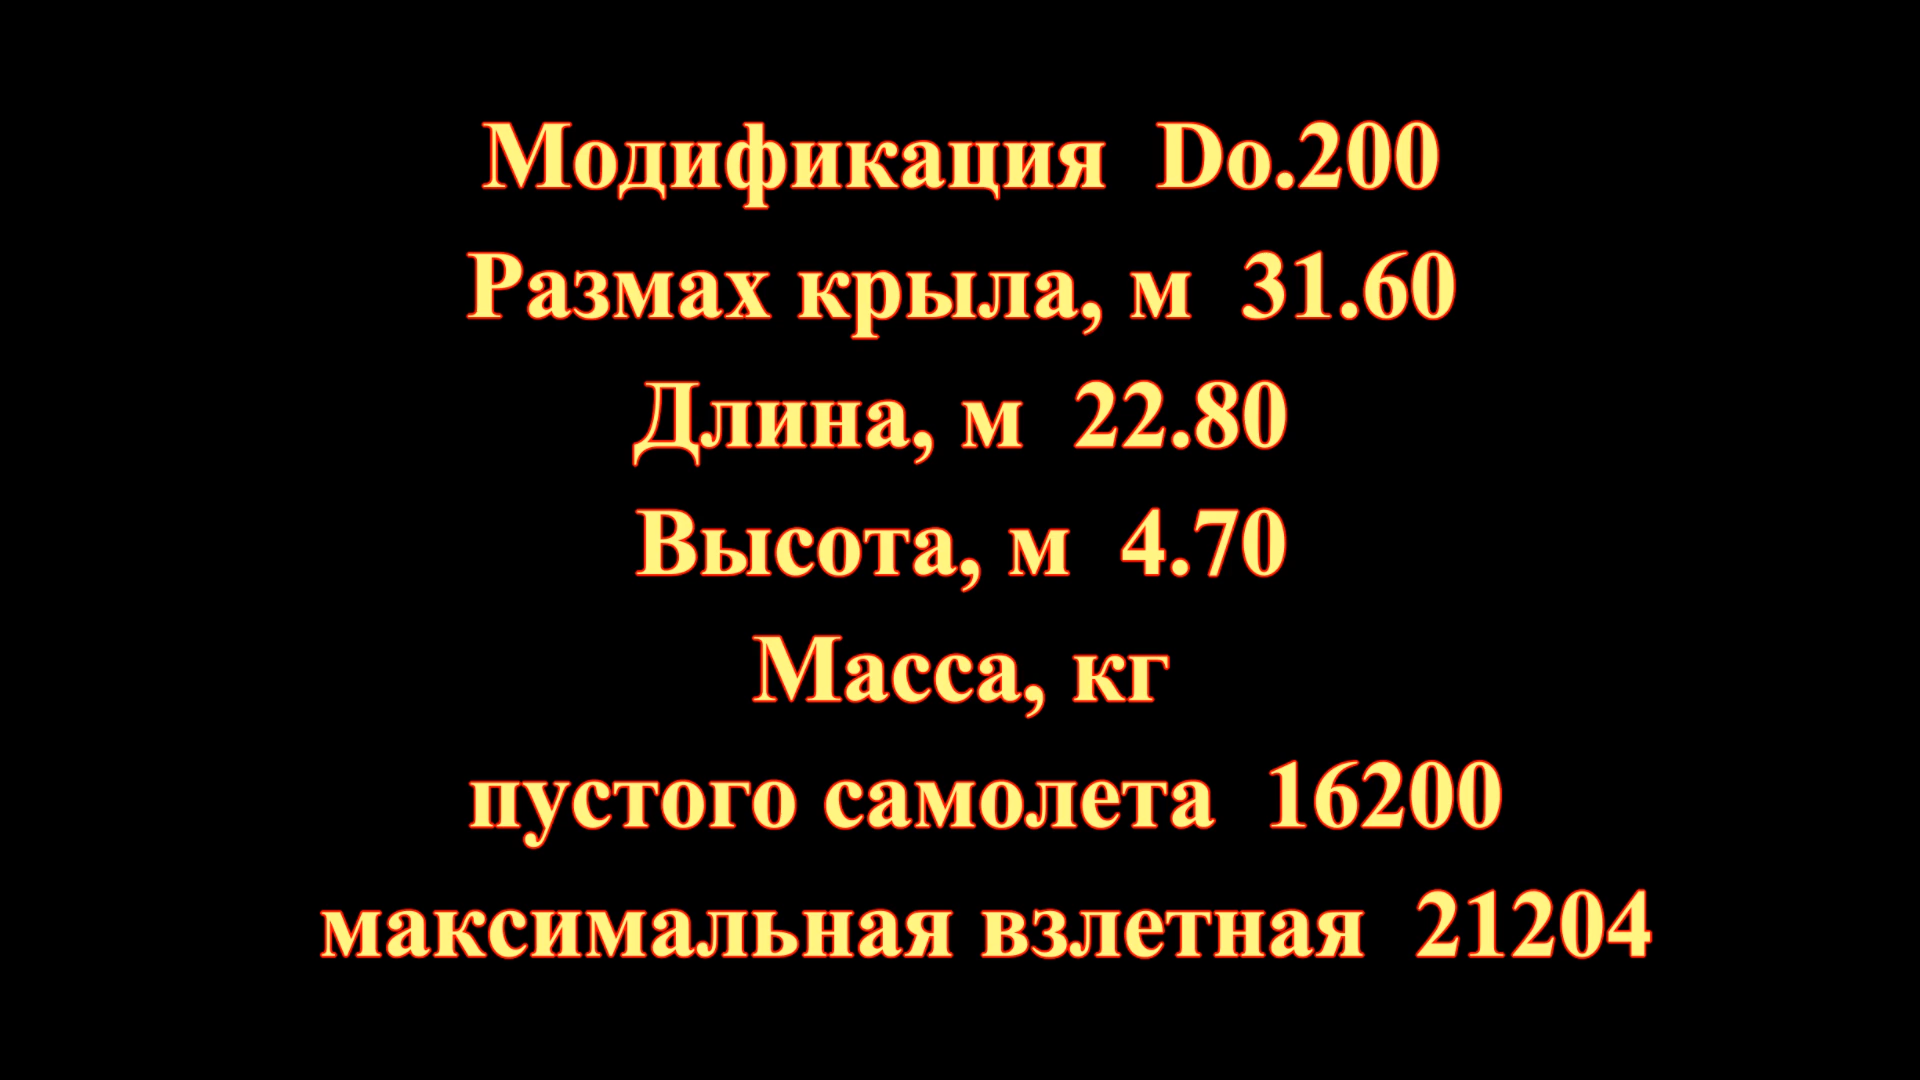 Модификация Do.200
Размах крыла, м 31.60
Длина, м 22.80
Высота, м 4.70
Масса, кг
пустого самолета 16200
максимальная взлетная 21204